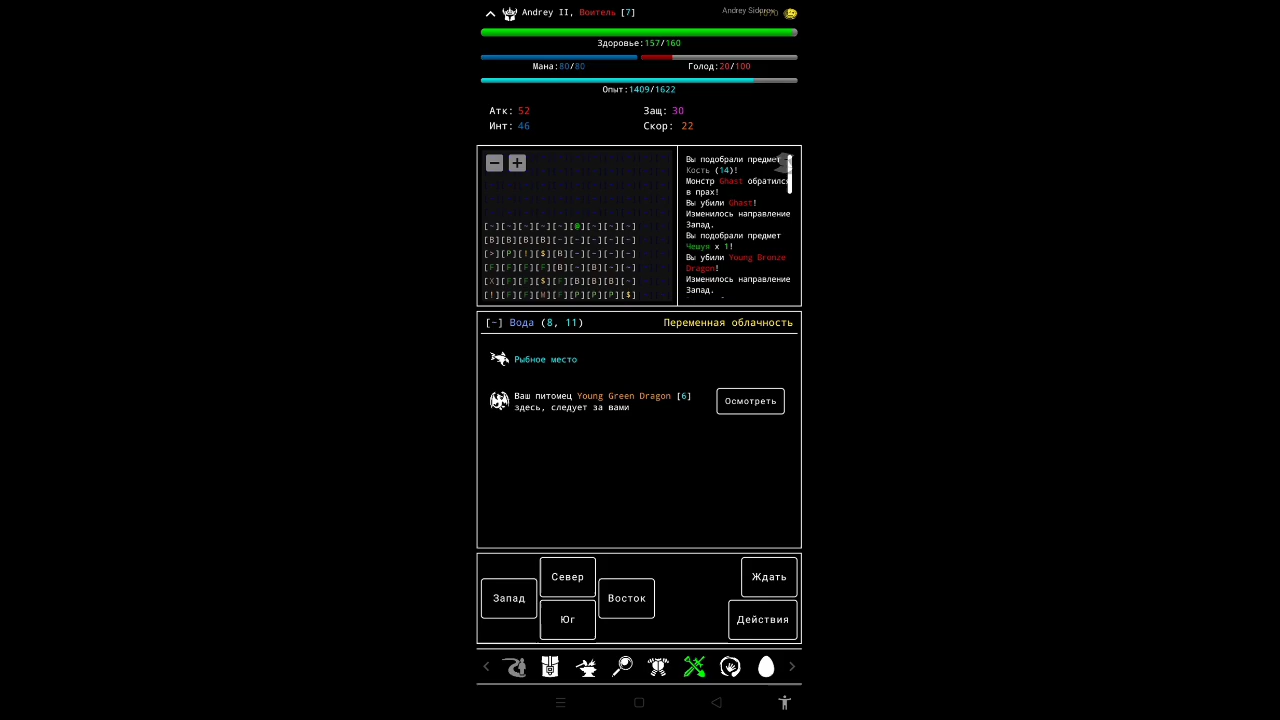 Andrey II, Воитель [7]
Andrey Sidorov
Здоровье:157/160
Мана:80/80
Голод:20/100
Опыт:1409/1622
Атк: 52
Защ: 30
Инт: 46
Скор: 22
[~][~][~][~][~][@][~][~][~]
[B][B][B][B][~][~][~][~][~]
[>][P][!][$][B][~][~][~][~]
[F][F][F][F][B][~][B][~][~]
[X][F][F][$][F][B][B][B][~]
[!][F][F][M][F][P][P][P][$]
Вы подобрали предмет
Кость (14)!
Монстр Ghast обратился
в прах!
Вы убили Ghast!
Изменилось направление
Запад.
Вы подобрали предмет
Чешуя x 1!
Вы убили Young Bronze
Dragon!
Изменилось направление
Запад.
[~] Вода (8, 11)
Переменная облачность
Рыбное место
Ваш питомец Young Green Dragon [6]
здесь, следует за вами
Осмотреть
Запад
Север
Юг
Восток
Ждать
Действия